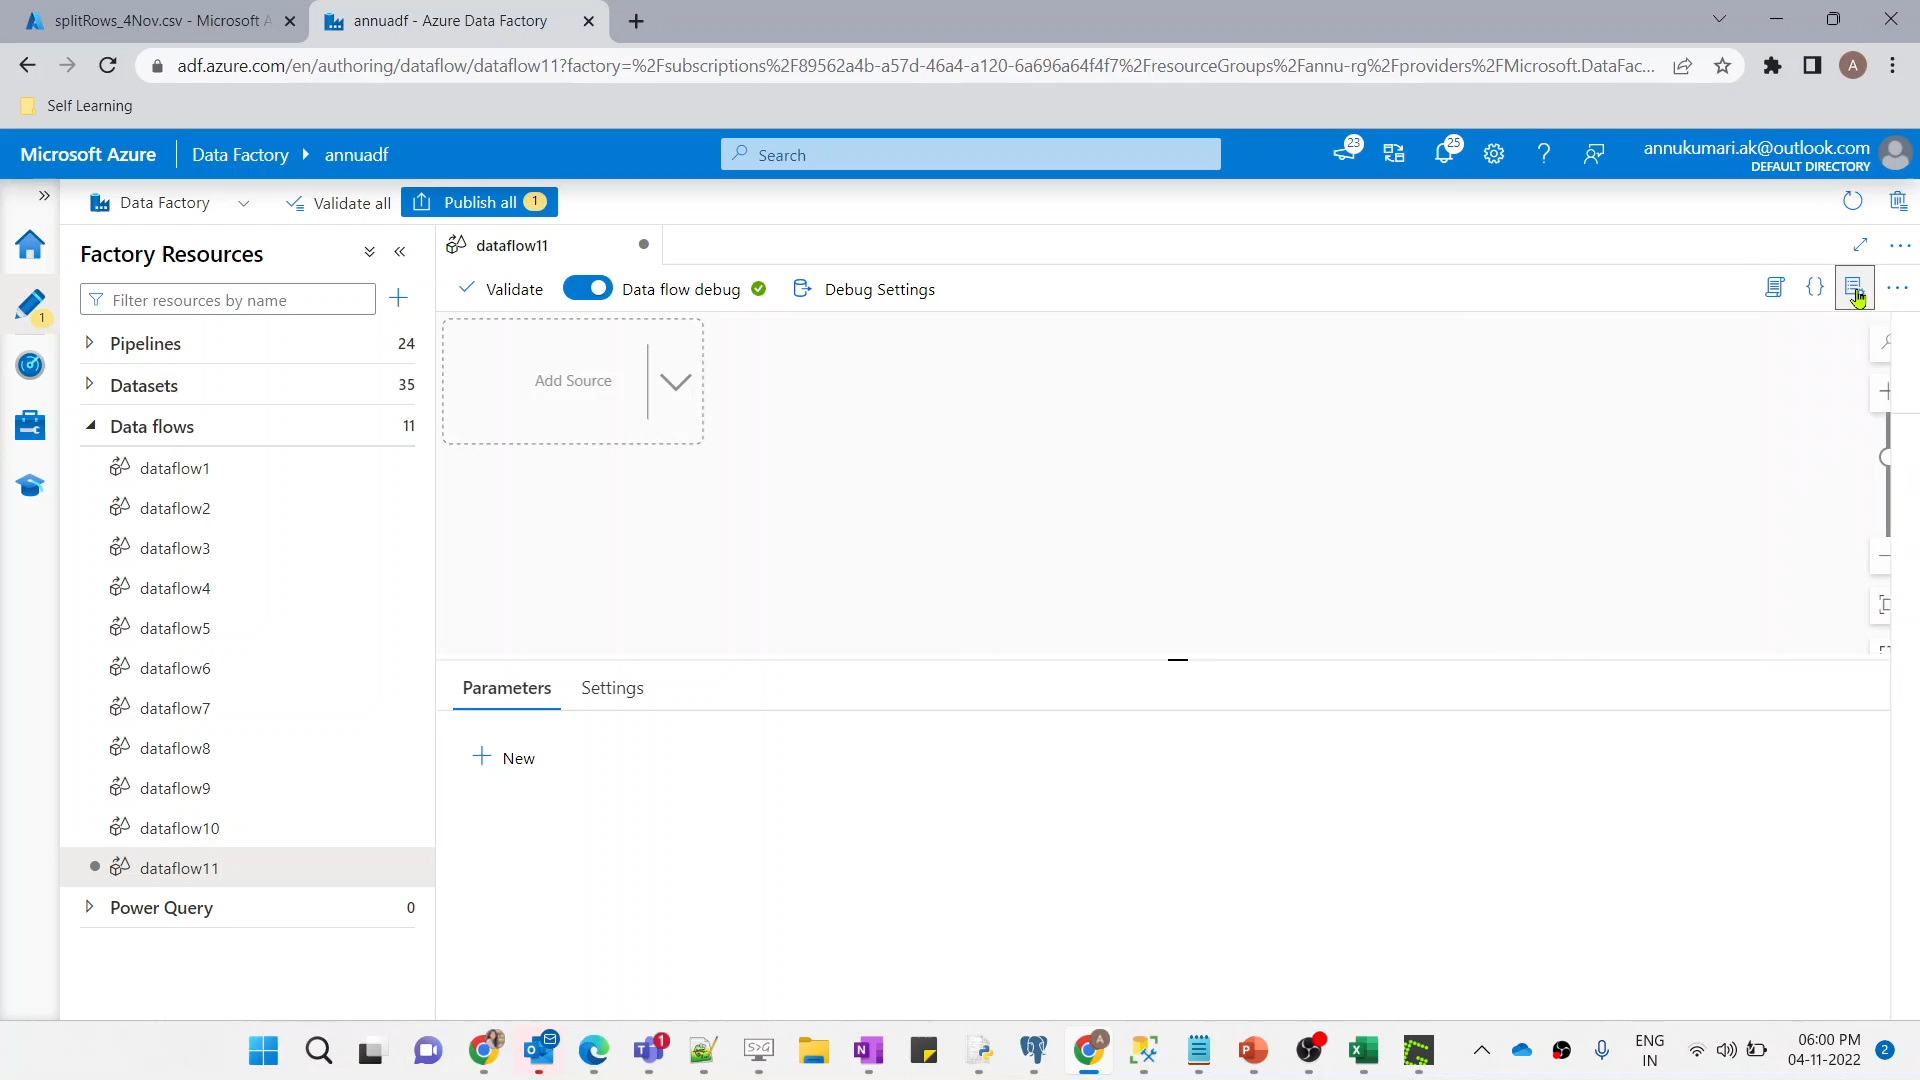 splitRows_4Nov.csv - Microsoft A
annuadf - Azure Data Factory
adf.azure.com/en/authoring/dataflow/dataflow11?factory=%2Fsubscriptions%2F89562a4b-a57d-46a4-a120-6a696a64f4f7%2FresourceGroups%2Fannu-rg%2Fproviders%2FMicrosoft.DataFac...
A
Self Learning
Microsoft Azure
Data Factory
annuadf
Search
23
25
annukumari.ak@outlook.com
DEFAULT DIRECTORY
Data Factory
Validate all
Publish all 1
Factory Resources
dataflow11
Filter resources by name
Validate
Data flow debug
Debug Settings
{}
1
Pipelines 24
Datasets 35
Data flows 11
dataflow1
dataflow2
dataflow3
dataflow4
dataflow5
dataflow6
dataflow7
dataflow8
dataflow9
dataflow10
dataflow11
Power Query 0
Add Source
Parameters
Settings
New
1
ENG
IN
06:00 PM
04-11-2022
2